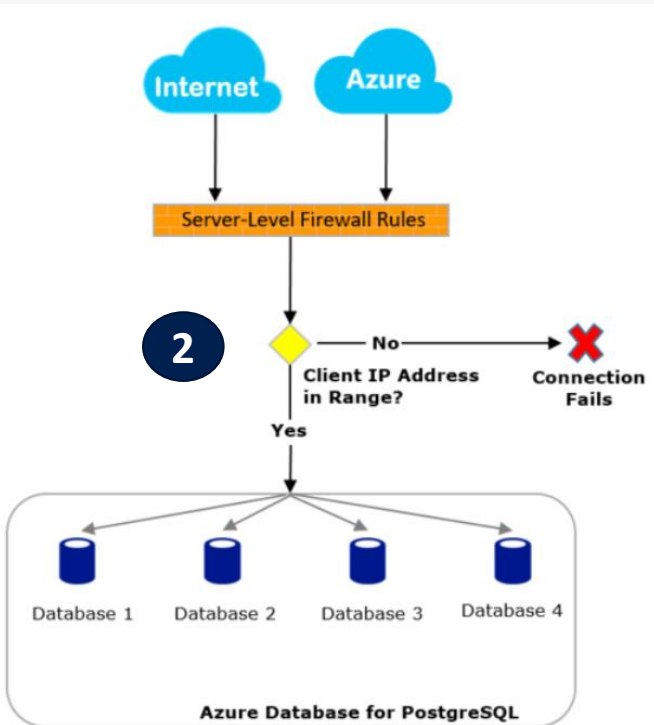 Internet
Azure
Server-Level Firewall Rules
2
No
Client IP Address
in Range?
Connection
Fails
Yes
Database 1
Database 2
Database 3
Database 4
Azure Database for PostgreSQL